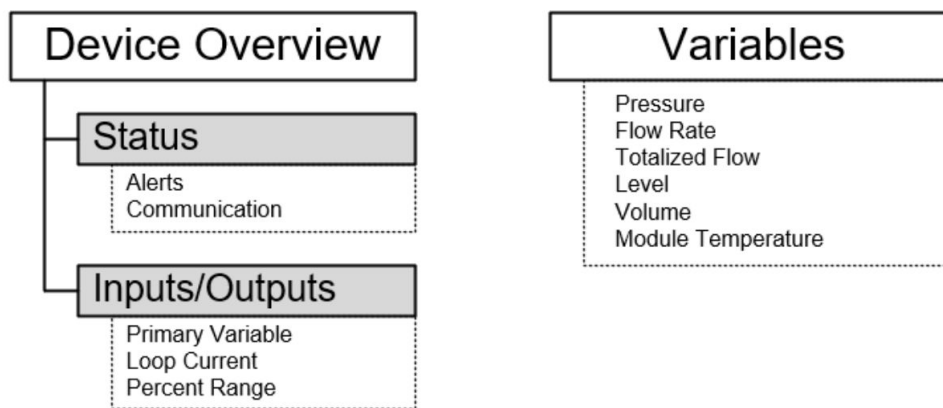 Device Overview
Status
Alerts
Communication
Inputs/Outputs
Primary Variable
Loop Current
Percent Range
Variables
Pressure
Flow Rate
Totalized Flow
Level
Volume
Module Temperature